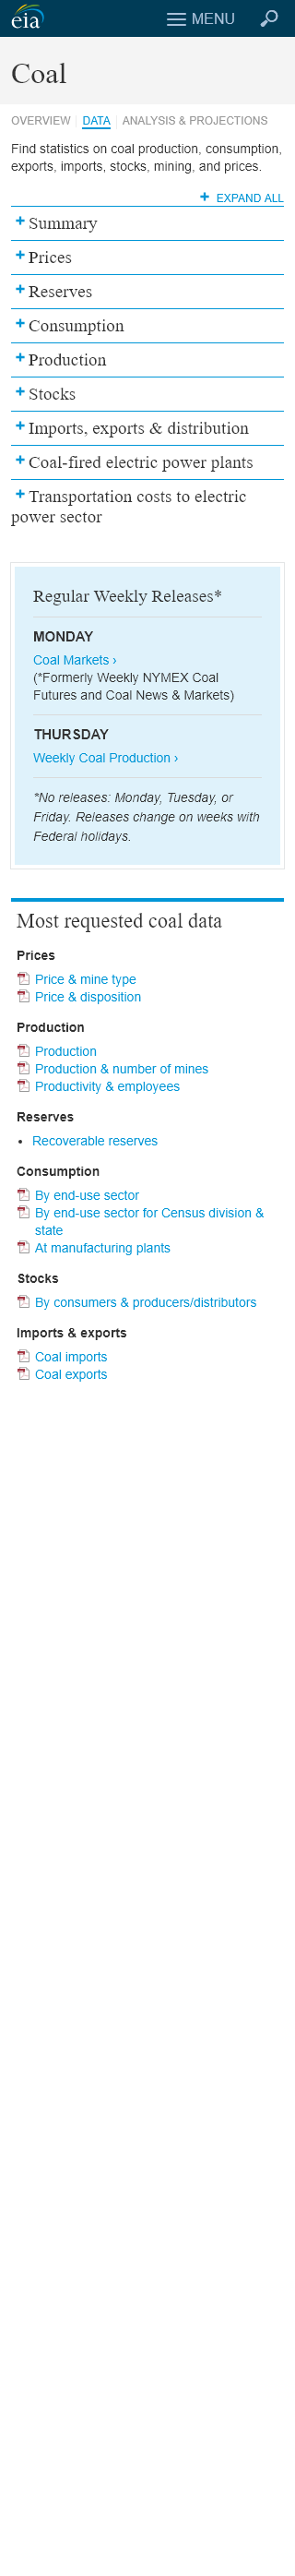 eia
MENU
Coal
OVERVIEW
DATA
ANALYSIS & PROJECTIONS
Find statistics on coal production, consumption,
exports, imports, stocks, mining, and prices.
+ EXPAND ALL
+ Summary
+ Prices
+ Reserves
+ Consumption
+ Production
+ Stocks
+ Imports, exports & distribution
+ Coal-fired electric power plants
+ Transportation costs to electric
power sector
Regular Weekly Releases*
MONDAY
Coal Markets ›
(*Formerly Weekly NYMEX Coal
Futures and Coal News & Markets)
THURSDAY
Weekly Coal Production ›
*No releases: Monday, Tuesday, or
Friday. Releases change on weeks with
Federal holidays.
Most requested coal data
Prices
Price & mine type
Price & disposition
Production
Production
Production & number of mines
Productivity & employees
Reserves
• Recoverable reserves
Consumption
By end-use sector
By end-use sector for Census division &
state
At manufacturing plants
Stocks
By consumers & producers/distributors
Imports & exports
Coal imports
Coal exports